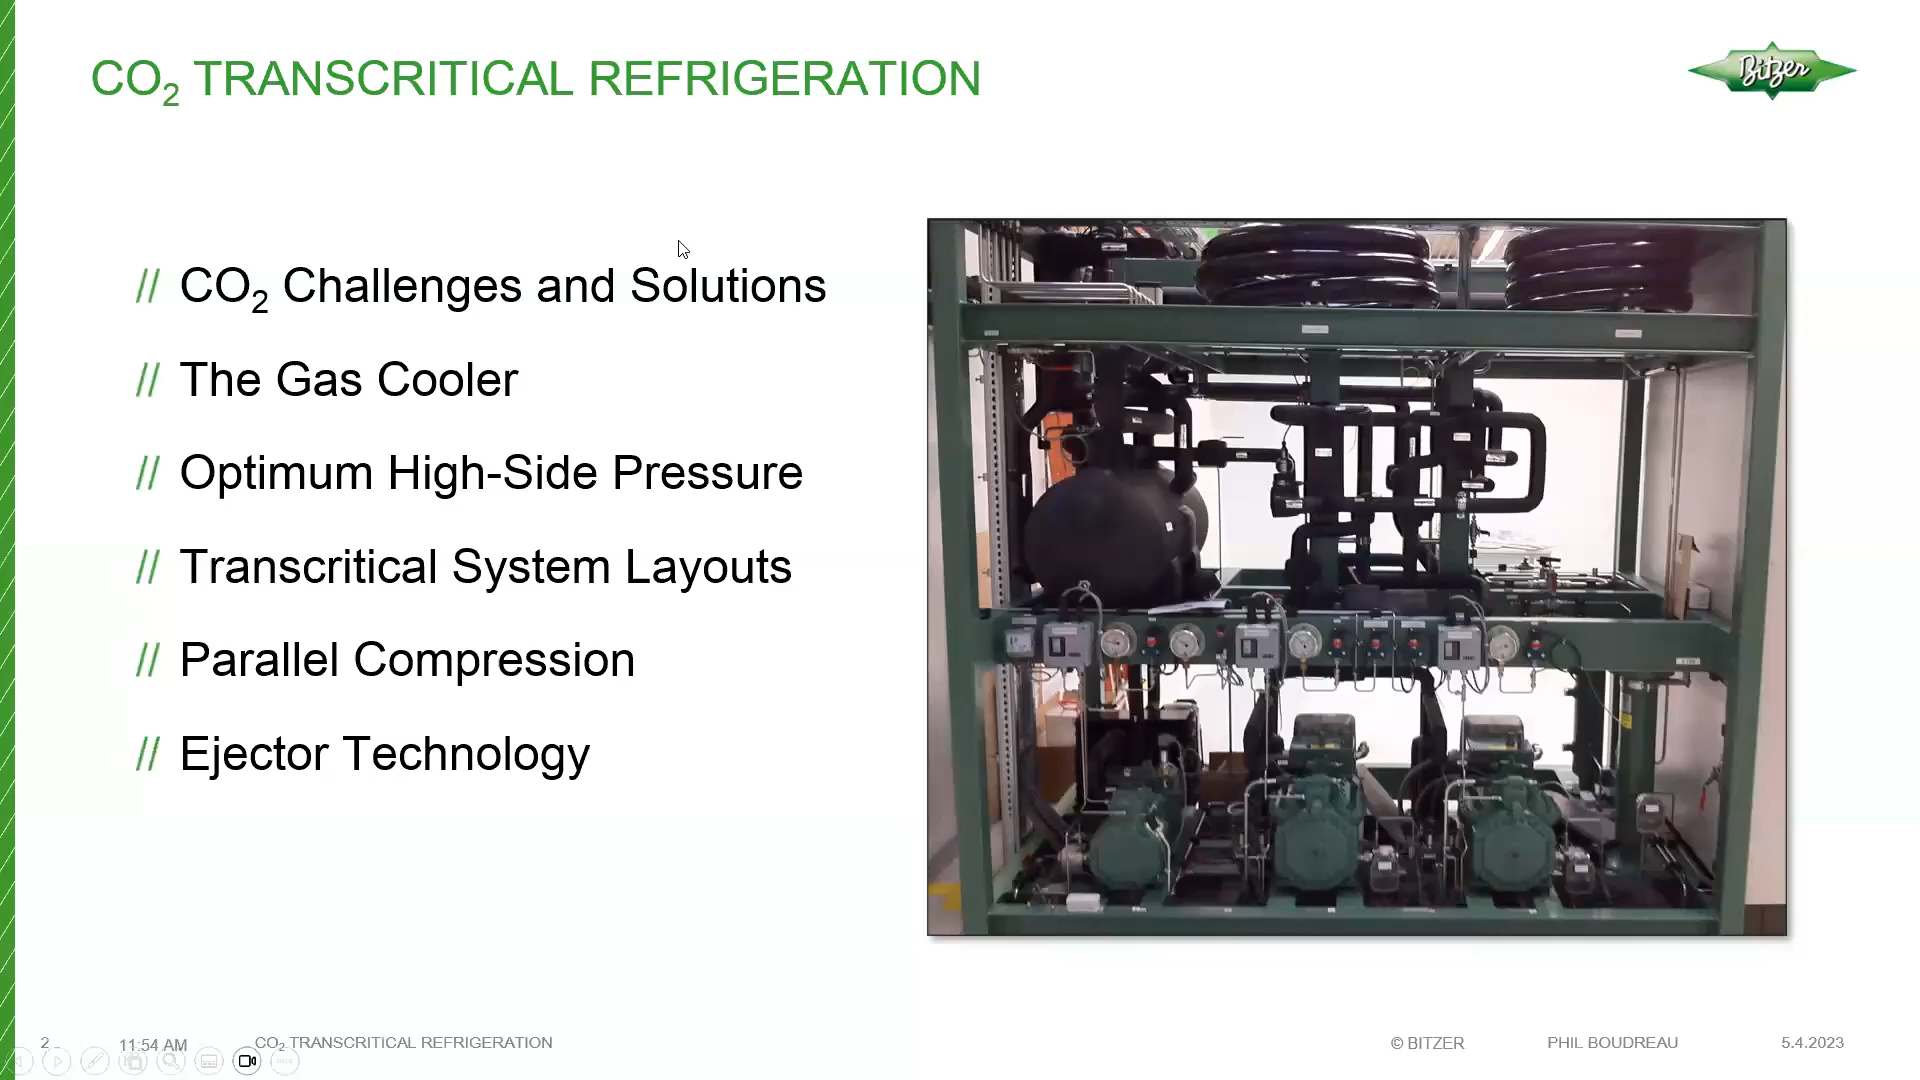 CO₂ TRANSCRITICAL REFRIGERATION
Bitzer
// CO₂ Challenges and Solutions
// The Gas Cooler
// Optimum High-Side Pressure
// Transcritical System Layouts
// Parallel Compression
// Ejector Technology
2 11:54 AM CO₂ TRANSCRITICAL REFRIGERATION © BITZER PHIL BOUDREAU 5.4.2023